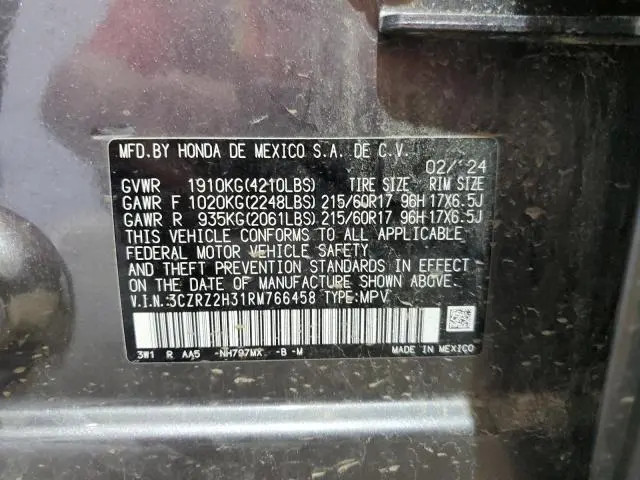 MFD.BY HONDA DE MEXICO S.A. DE C.V.
02/'24
GVWR 1910KG(4210LBS) TIRE SIZE RIM SIZE
GAWR F 1020KG(2248LBS) 215/60R17 96H 17X6.5J
GAWR R 935KG(2061LBS) 215/60R17 96H 17X6.5J
THIS VEHICLE CONFORMS TO ALL APPLICABLE
FEDERAL MOTOR VEHICLE SAFETY
AND THEFT PREVENTION STANDARDS IN EFFECT
ON THE DATE OF MANUFACTURE SHOWN ABOVE.
V.I.N.:3CZRZ2H31RM766458 TYPE:MPV
3W1 R AA5 -NH797MX -B -M MADE IN MEXICO